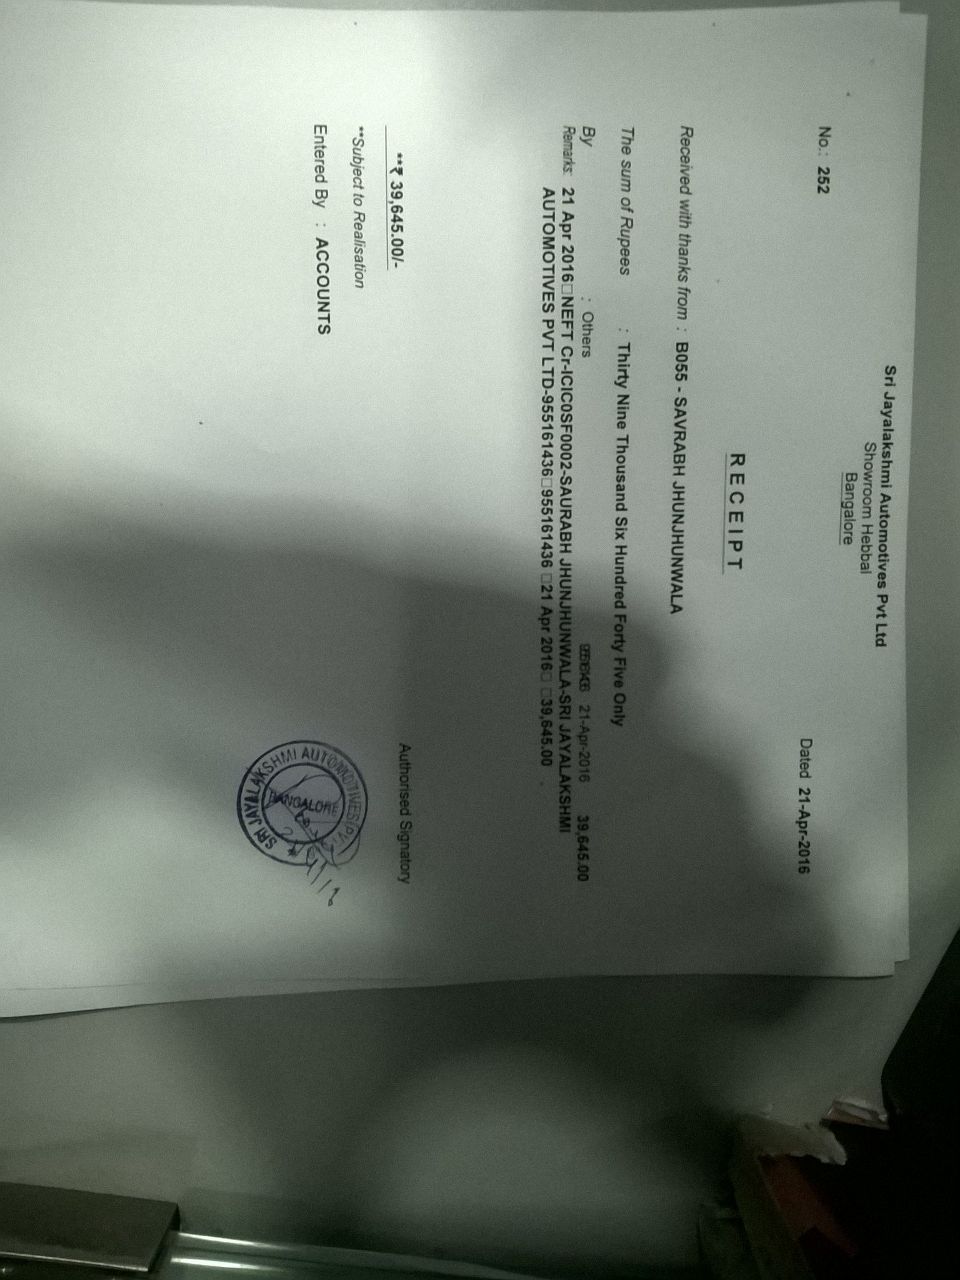 Sri Jayalakshmi Automotives Pvt Ltd
Showroom Hebbal
Bangalore
No.: 252 Dated 21-Apr-2016
RECEIPT
Received with thanks from : B055 - SAVRABH JHUNJHUNWALA
The sum of Rupees : Thirty Nine Thousand Six Hundred Forty Five Only
By : Others 955161436 21-Apr-2016 39,645.00
Remarks: 21 Apr 2016□NEFT Cr-ICIC0SF0002-SAURABH JHUNJHUNWALA-SRI JAYALAKSHMI
AUTOMOTIVES PVT LTD-955161436□955161436 □21 Apr 2016□ □39,645.00
**₹ 39,645.00/-
Authorised Signatory
**Subject to Realisation
Entered By : ACCOUNTS
SRI JAYALAKSHMI AUTOMOTIVES
BANGALORE